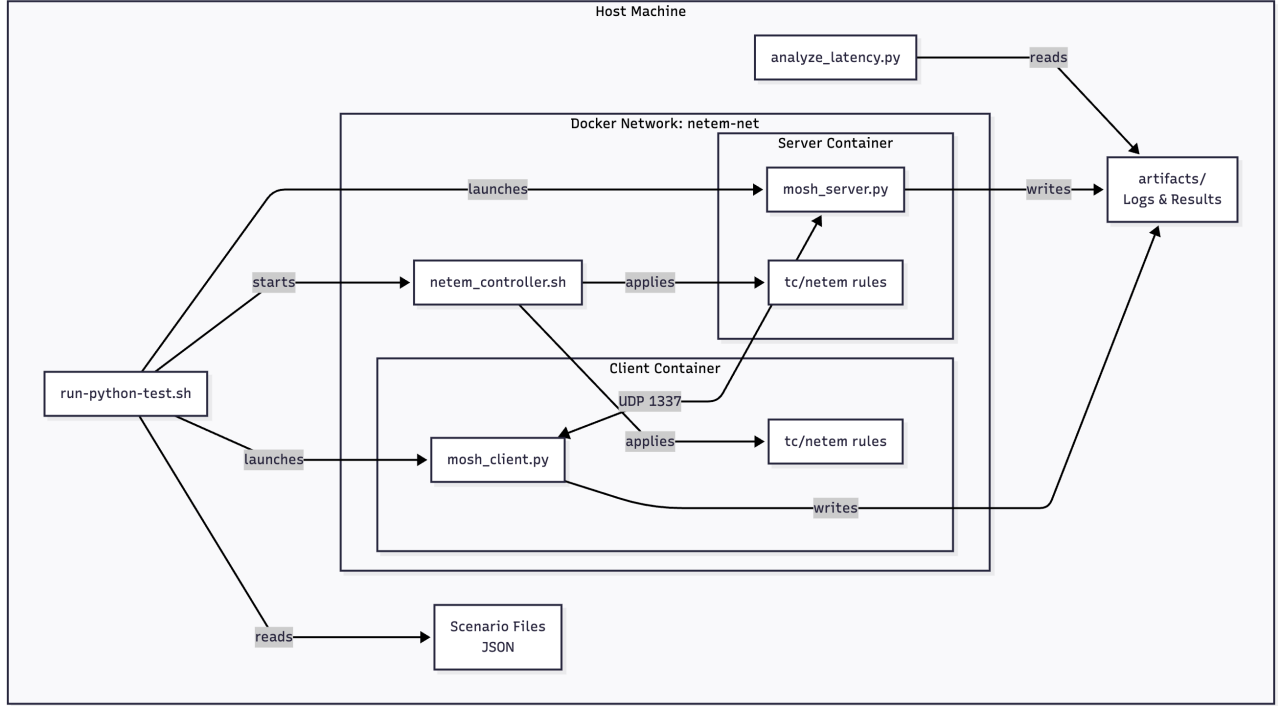 Host Machine
analyze_latency.py
reads
Docker Network: netem-net
Server Container
launches
mosh_server.py
writes
artifacts/
Logs & Results
starts
netem_controller.sh
applies
tc/netem rules
Client Container
run-python-test.sh
UDP 1337
applies
tc/netem rules
launches
mosh_client.py
writes
Scenario Files
JSON
reads